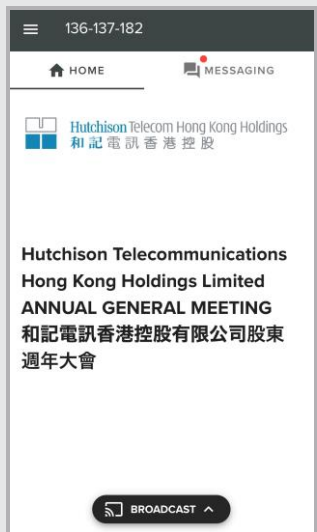 136-137-182
HOME
MESSAGING
Hutchison Telecom Hong Kong Holdings
和記電訊香港控股
Hutchison Telecommunications
Hong Kong Holdings Limited
ANNUAL GENERAL MEETING
和記電訊香港控股有限公司股東
週年大會
BROADCAST